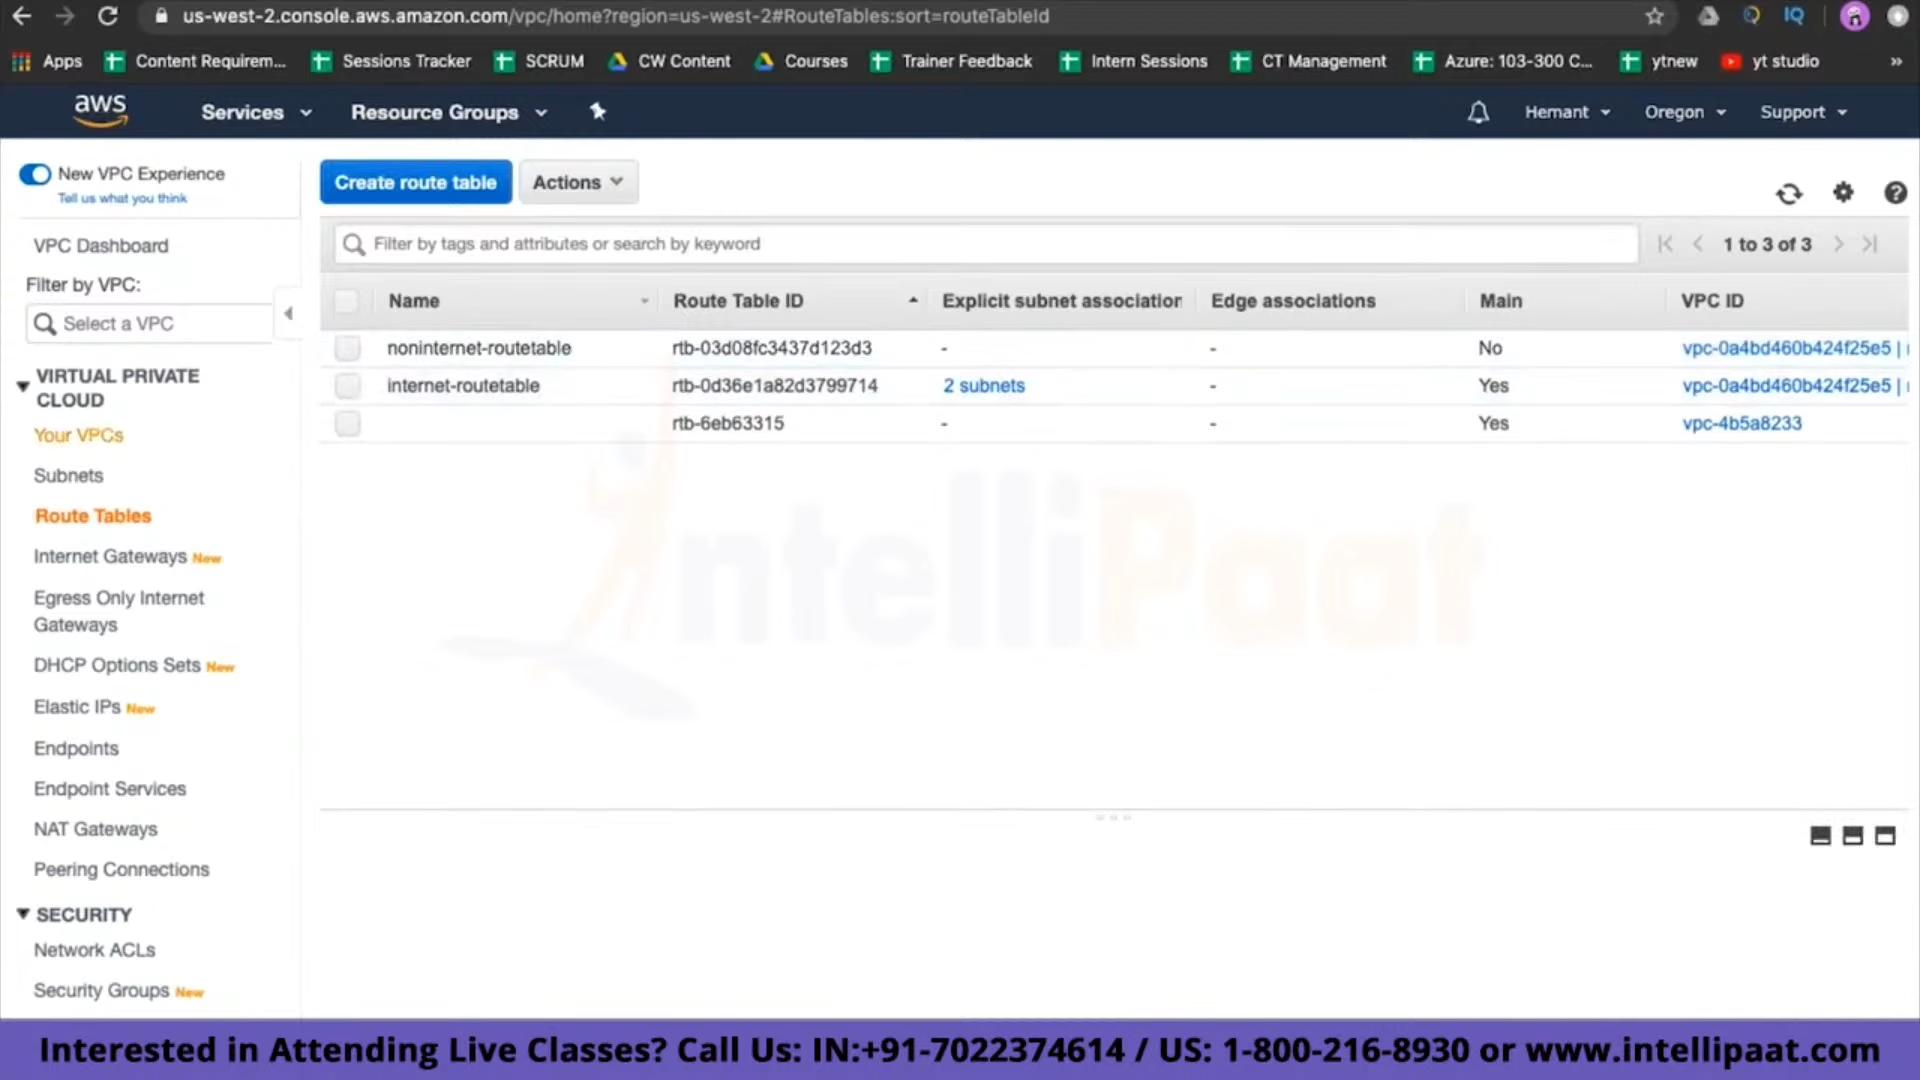 us-west-2.console.aws.amazon.com/vpc/home?region=us-west-2#RouteTables:sort=routeTableId
Apps Content Requirem... Sessions Tracker SCRUM CW Content Courses Trainer Feedback Intern Sessions CT Management Azure: 103-300 C... ytnew yt studio »
aws Services Resource Groups Hemant Oregon Support
New VPC Experience
Tell us what you think
Create route table Actions
VPC Dashboard
Filter by VPC:
Select a VPC
Filter by tags and attributes or search by keyword
1 to 3 of 3
Name Route Table ID Explicit subnet association Edge associations Main VPC ID
noninternet-routetable rtb-03d08fc3437d123d3 - - No vpc-0a4bd460b424f25e5 |
internet-routetable rtb-0d36e1a82d3799714 2 subnets - Yes vpc-0a4bd460b424f25e5 |
rtb-6eb63315 - - Yes vpc-4b5a8233
VIRTUAL PRIVATE
CLOUD
Your VPCs
Subnets
Route Tables
Internet Gateways New
Egress Only Internet
Gateways
DHCP Options Sets New
Elastic IPs New
Endpoints
Endpoint Services
NAT Gateways
Peering Connections
SECURITY
Network ACLs
Security Groups New
IntelliPaat
Interested in Attending Live Classes? Call Us: IN:+91-7022374614 / US: 1-800-216-8930 or www.intellipaat.com